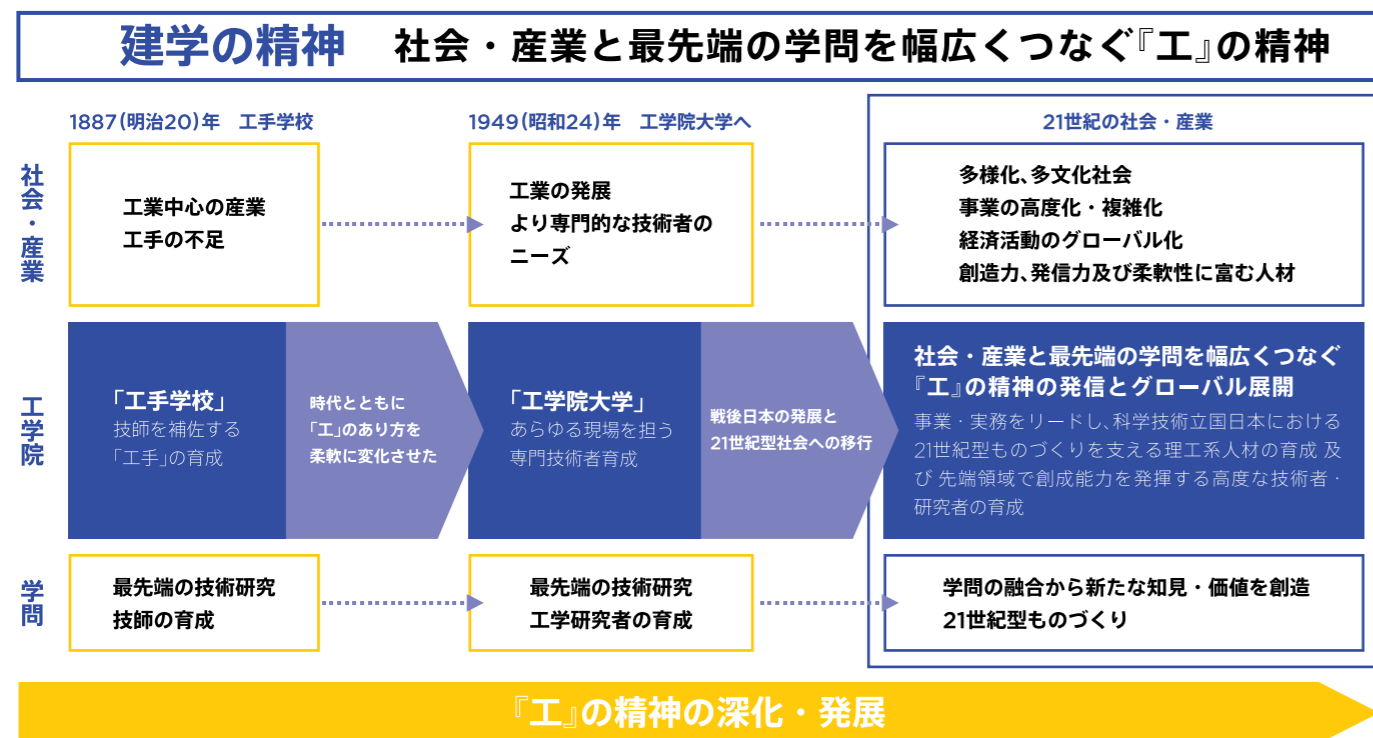 建学の精神 社会・産業と最先端の学問を幅広くつなぐ『工』の精神
1887(明治20)年 工手学校
1949(昭和24)年 工学院大学へ
21世紀の社会・産業
社会・産業
工業中心の産業
工手の不足
工業の発展
より専門的な技術者の
ニーズ
多様化、多文化社会
事業の高度化・複雑化
経済活動のグローバル化
創造力、発信力及び柔軟性に富む人材
工学院
「工手学校」
技師を補佐する
「工手」の育成
時代とともに
「工」のあり方を
柔軟に変化させた
「工学院大学」
あらゆる現場を担う
専門技術者育成
戦後日本の発展と
21世紀型社会への移行
社会・産業と最先端の学問を幅広くつなぐ
『工』の精神の発信とグローバル展開
事業・実務をリードし、科学技術立国日本における
21世紀型ものづくりを支える理工系人材の育成 及
び 先端領域で創成能力を発揮する高度な技術者・
研究者の育成
学問
最先端の技術研究
技師の育成
最先端の技術研究
工学研究者の育成
学問の融合から新たな知見・価値を創造
21世紀型ものづくり
『工』の精神の深化・発展